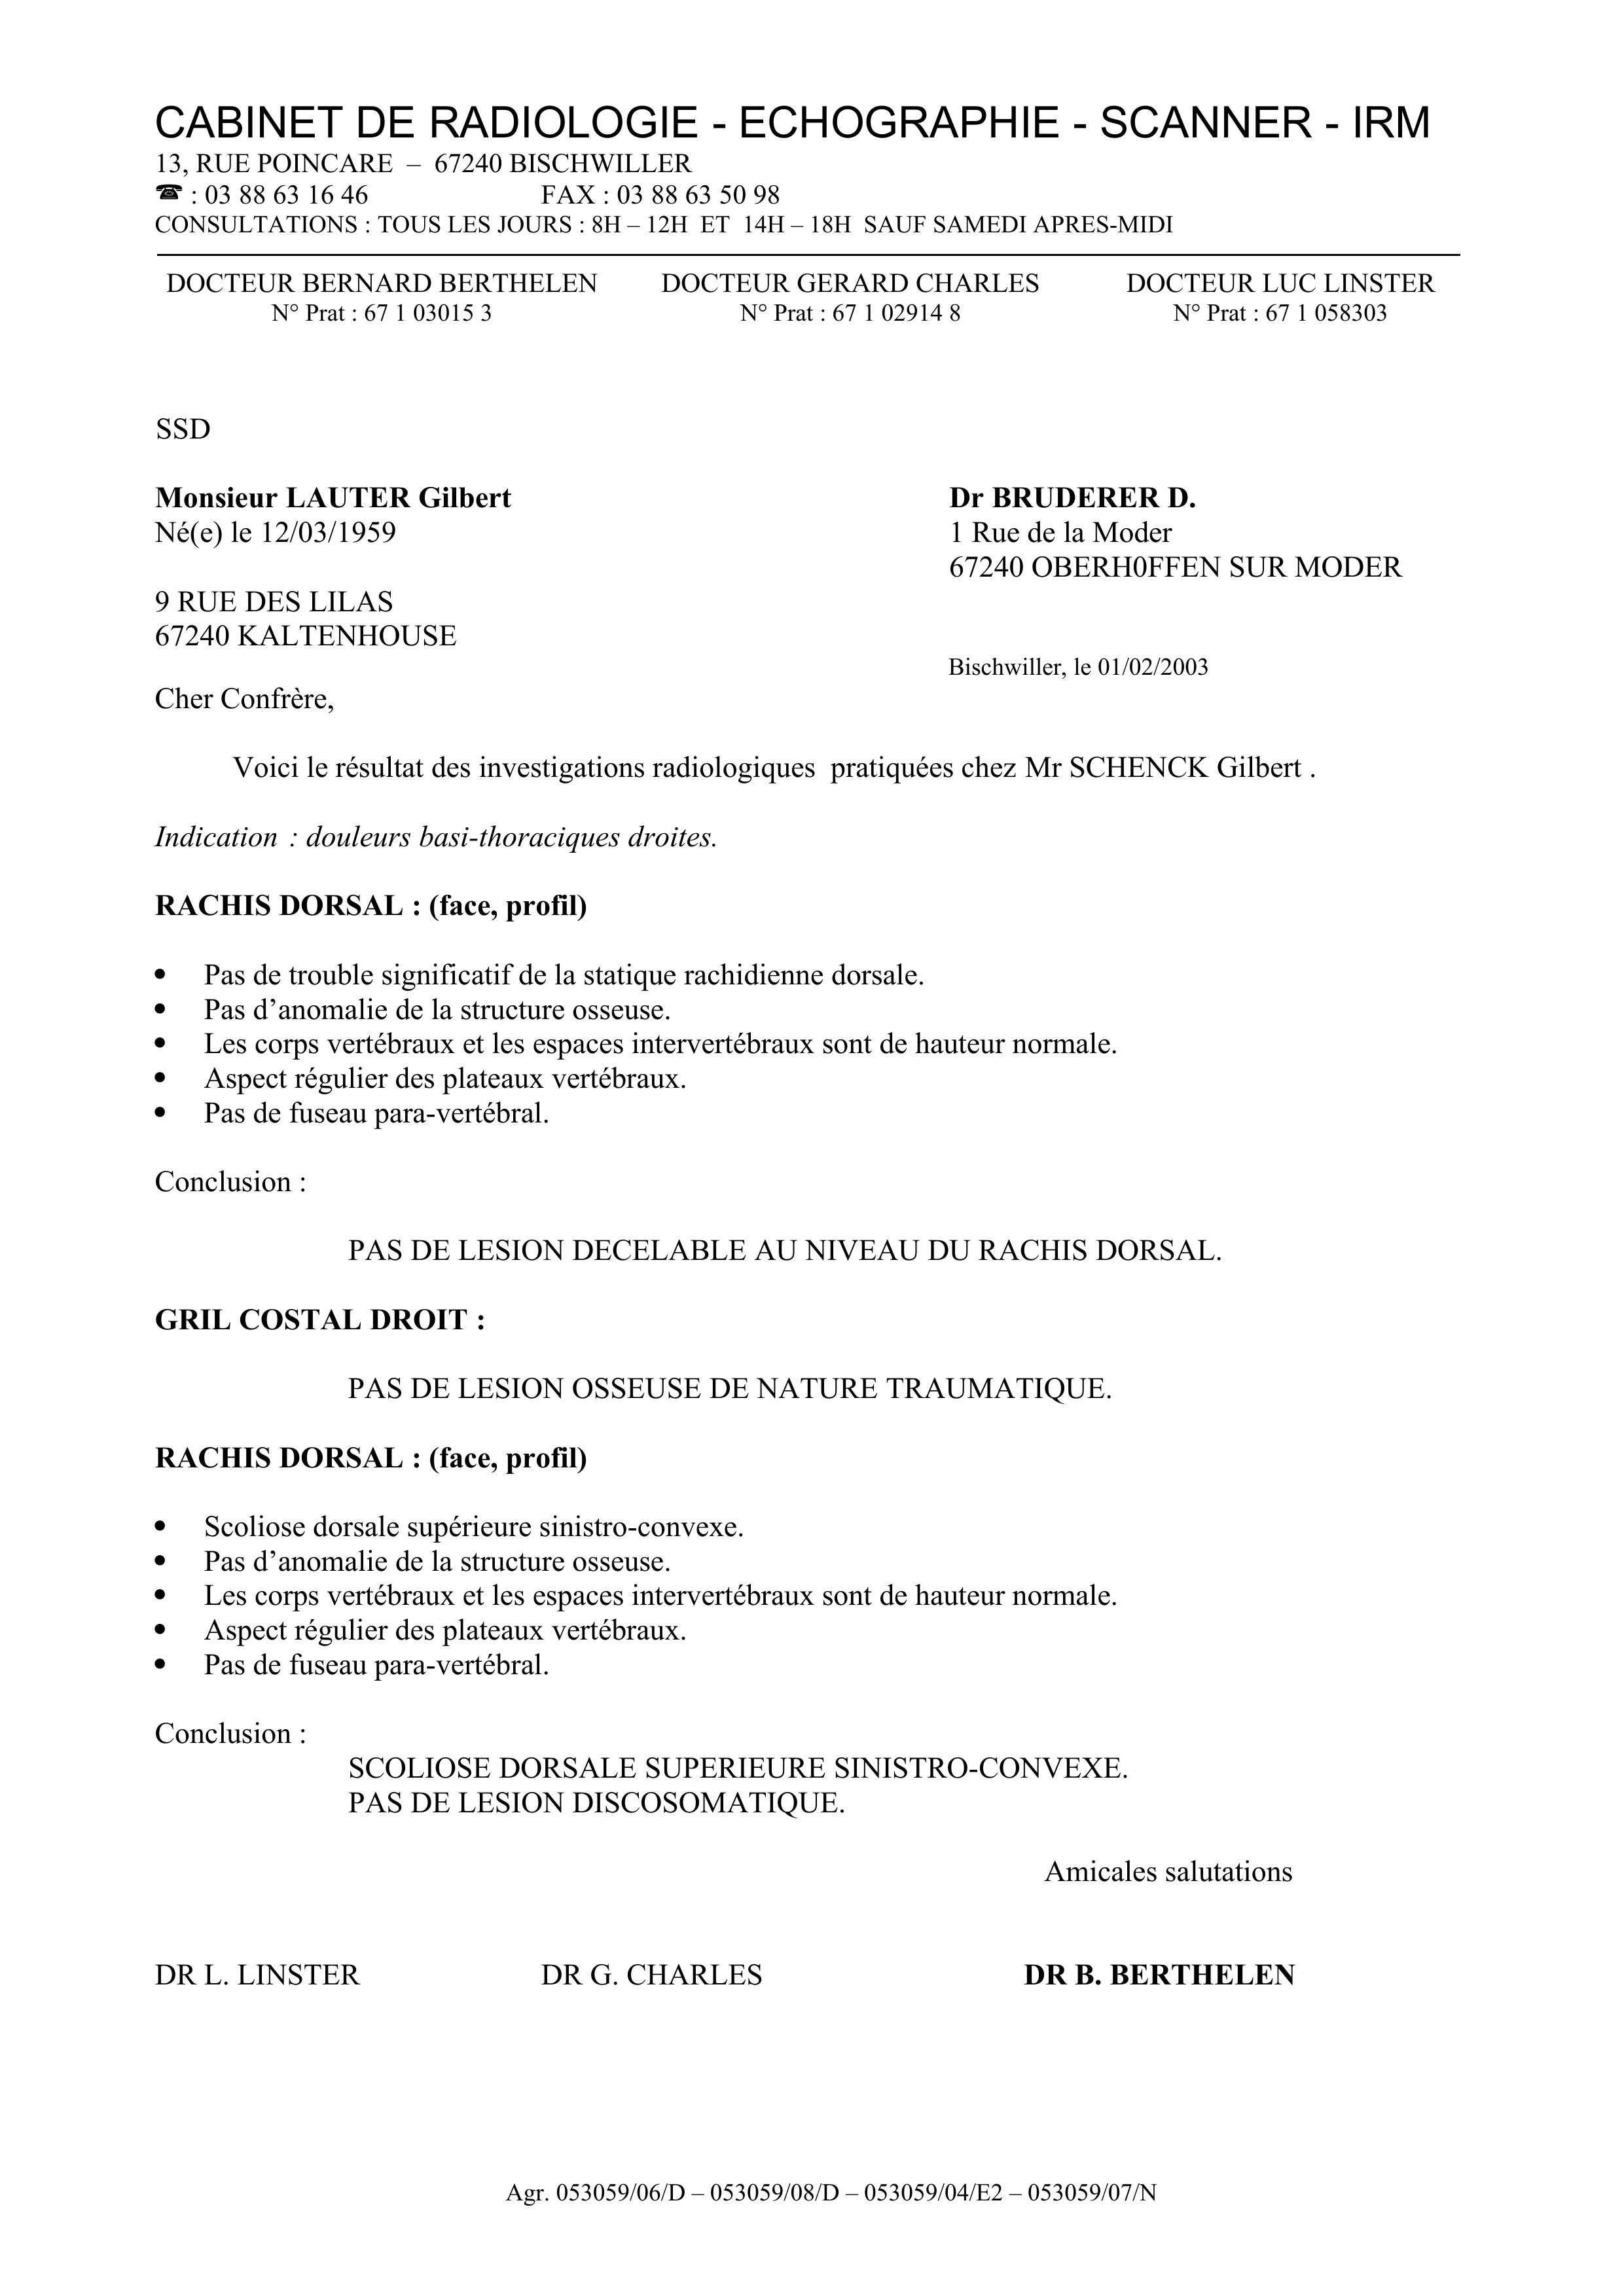 CABINET DE RADIOLOGIE - ECHOGRAPHIE - SCANNER - IRM
13, RUE POINCARE – 67240 BISCHWILLER
☎ : 03 88 63 16 46 FAX : 03 88 63 50 98
CONSULTATIONS : TOUS LES JOURS : 8H – 12H ET 14H – 18H SAUF SAMEDI APRES-MIDI
DOCTEUR BERNARD BERTHELEN DOCTEUR GERARD CHARLES DOCTEUR LUC LINSTER
N° Prat : 67 1 03015 3 N° Prat : 67 1 02914 8 N° Prat : 67 1 058303
SSD
Monsieur LAUTER Gilbert Dr BRUDERER D.
Né(e) le 12/03/1959 1 Rue de la Moder
67240 OBERH0FFEN SUR MODER
9 RUE DES LILAS
67240 KALTENHOUSE
Bischwiller, le 01/02/2003
Cher Confrère,
Voici le résultat des investigations radiologiques pratiquées chez Mr SCHENCK Gilbert .
Indication : douleurs basi-thoraciques droites.
RACHIS DORSAL : (face, profil)
• Pas de trouble significatif de la statique rachidienne dorsale.
• Pas d’anomalie de la structure osseuse.
• Les corps vertébraux et les espaces intervertébraux sont de hauteur normale.
• Aspect régulier des plateaux vertébraux.
• Pas de fuseau para-vertébral.
Conclusion :
PAS DE LESION DECELABLE AU NIVEAU DU RACHIS DORSAL.
GRIL COSTAL DROIT :
PAS DE LESION OSSEUSE DE NATURE TRAUMATIQUE.
RACHIS DORSAL : (face, profil)
• Scoliose dorsale supérieure sinistro-convexe.
• Pas d’anomalie de la structure osseuse.
• Les corps vertébraux et les espaces intervertébraux sont de hauteur normale.
• Aspect régulier des plateaux vertébraux.
• Pas de fuseau para-vertébral.
Conclusion :
SCOLIOSE DORSALE SUPERIEURE SINISTRO-CONVEXE.
PAS DE LESION DISCOSOMATIQUE.
Amicales salutations
DR L. LINSTER DR G. CHARLES DR B. BERTHELEN
Agr. 053059/06/D – 053059/08/D – 053059/04/E2 – 053059/07/N